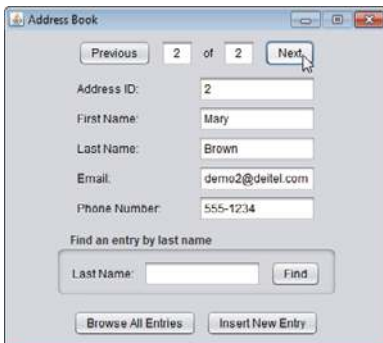 Address Book
Previous 2 of 2 Next
Address ID: 2
First Name: Mary
Last Name: Brown
Email: demo2@deitel.com
Phone Number: 555-1234
Find an entry by last name
Last Name: Find
Browse All Entries Insert New Entry